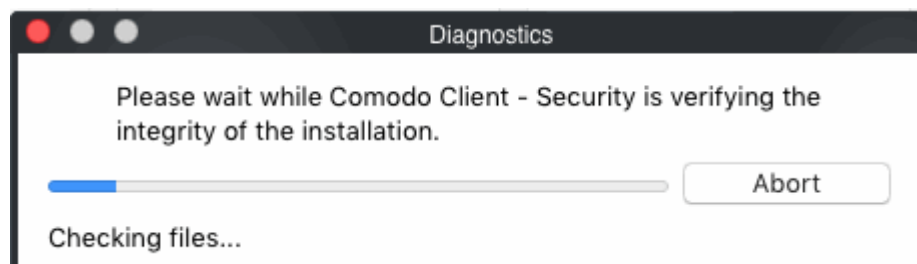 Diagnostics
Please wait while Comodo Client - Security is verifying the
integrity of the installation.
Abort
Checking files...